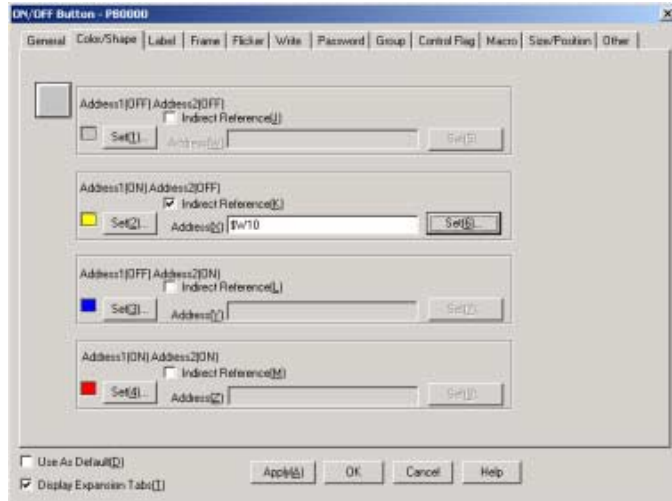 ON/OFF Button - PB0000
General Color/Shape Label Frame Flicker Write Password Group Control Flag Macro Size/Position Other
Address1(OFF),Address2(OFF)
Indirect Reference(J)
Set(1)... Address(W) Set(5)...
Address1(ON),Address2(OFF)
Indirect Reference(K)
Set(2)... Address(X) $W10 Set(6)...
Address1(OFF),Address2(ON)
Indirect Reference(L)
Set(3)... Address(Y) Set(7)...
Address1(ON),Address2(ON)
Indirect Reference(M)
Set(4)... Address(Z) Set(8)...
Use As Default(D)
Display Expansion Tabs(T)
Apply(A) OK Cancel Help